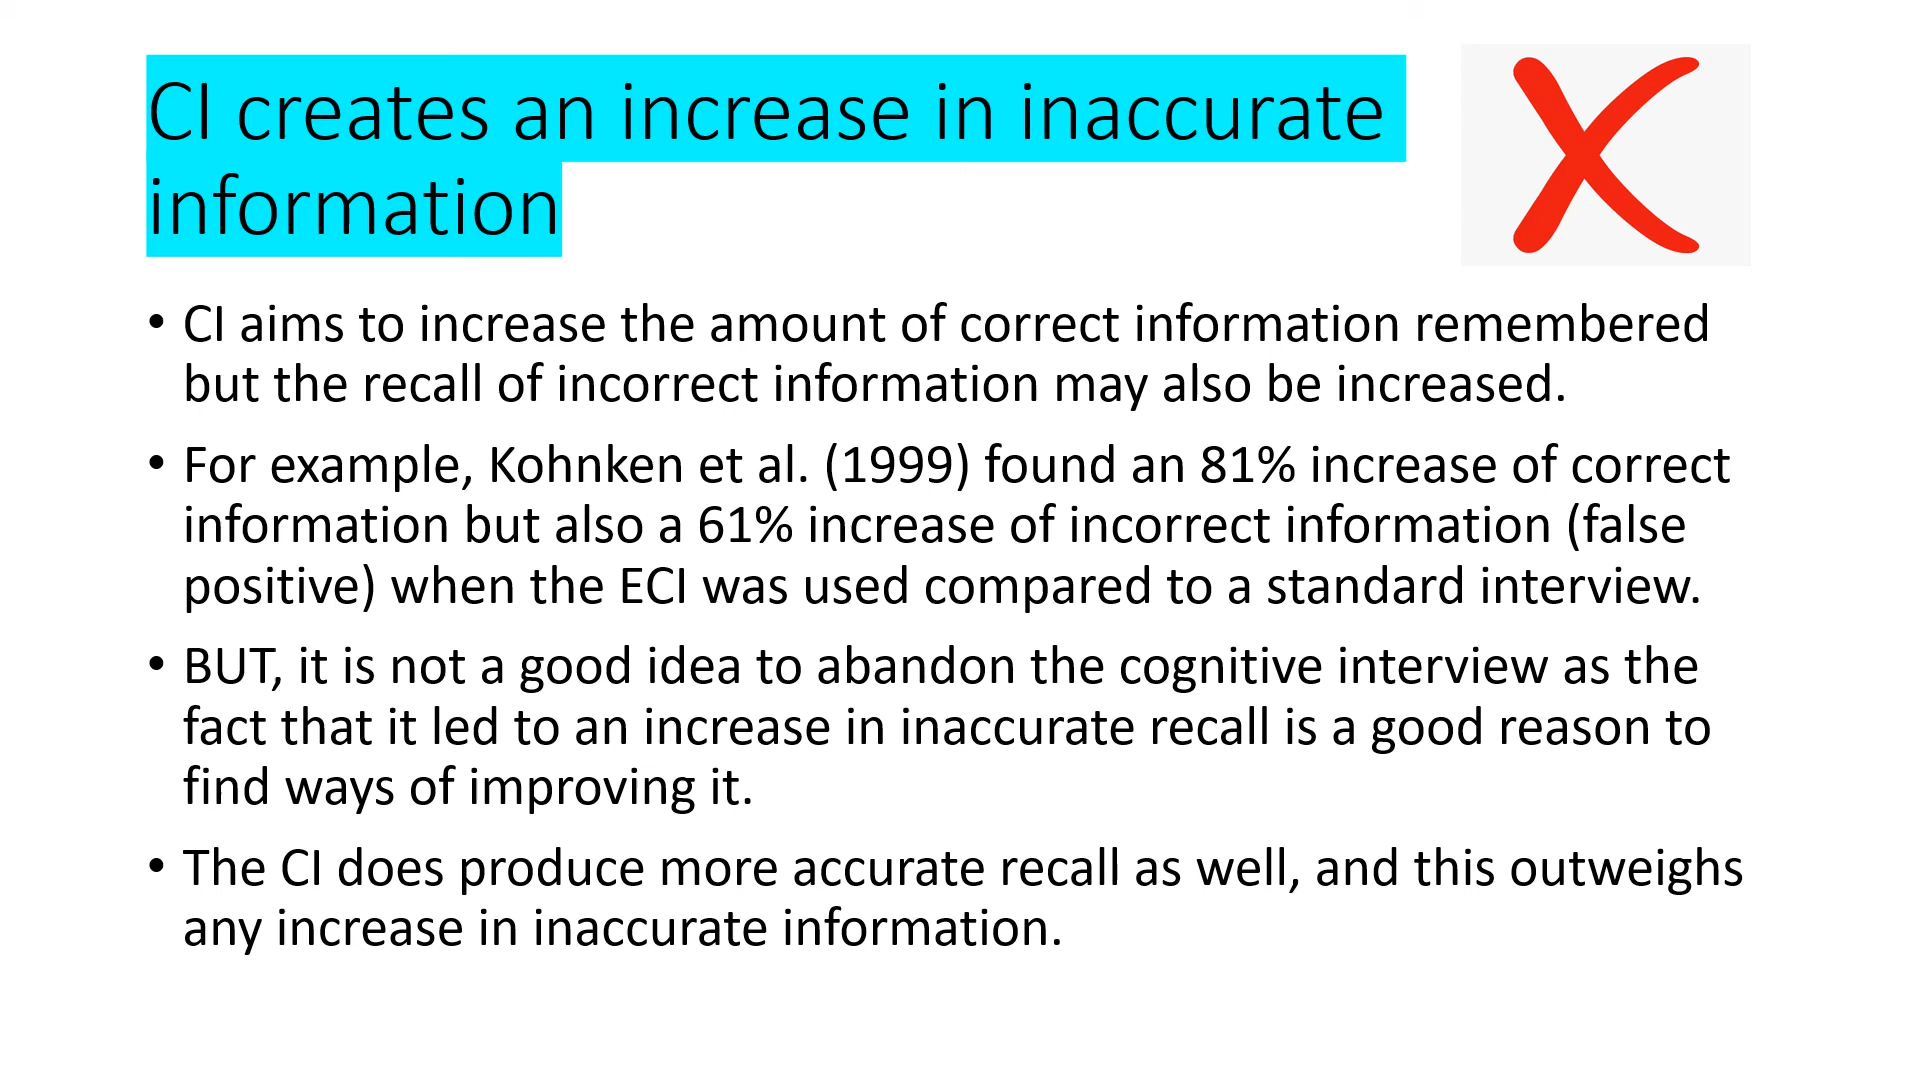 CI creates an increase in inaccurate
information
• CI aims to increase the amount of correct information remembered
but the recall of incorrect information may also be increased.
• For example, Kohnken et al. (1999) found an 81% increase of correct
information but also a 61% increase of incorrect information (false
positive) when the ECI was used compared to a standard interview.
• BUT, it is not a good idea to abandon the cognitive interview as the
fact that it led to an increase in inaccurate recall is a good reason to
find ways of improving it.
• The CI does produce more accurate recall as well, and this outweighs
any increase in inaccurate information.